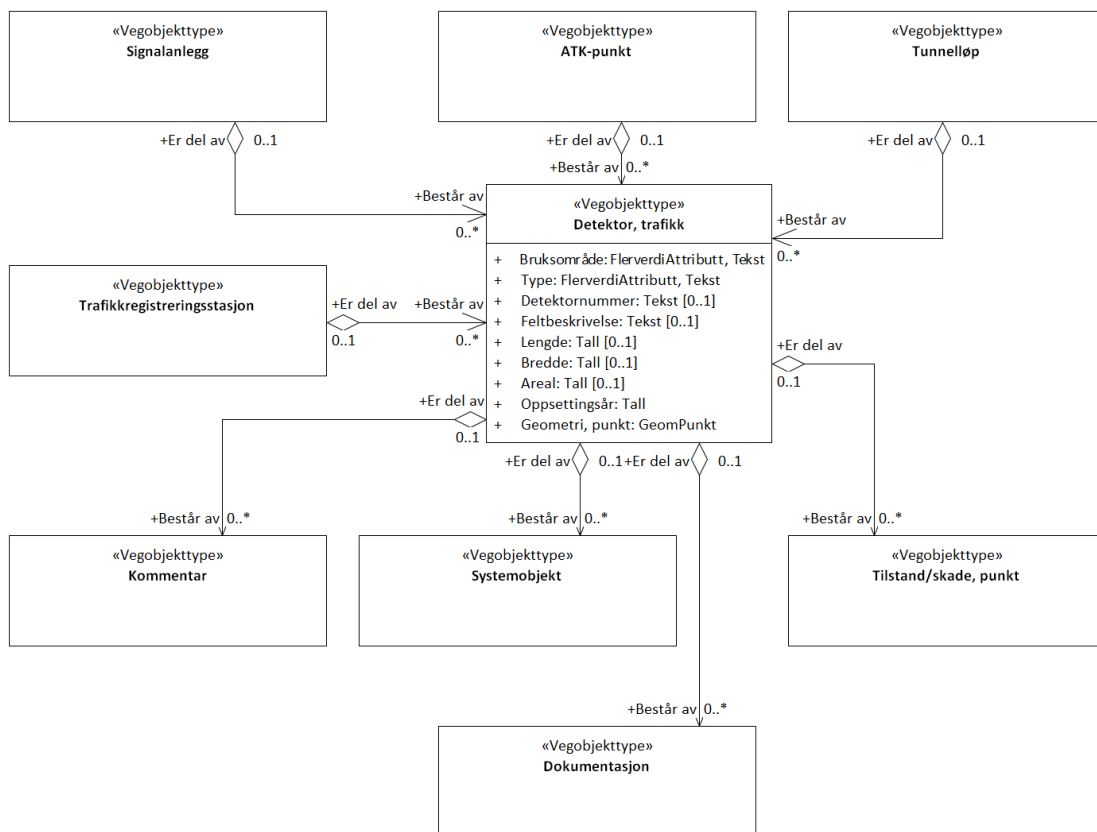 «Vegobjekttype»
Signalanlegg
«Vegobjekttype»
ATK-punkt
«Vegobjekttype»
Tunnelløp
+Er del av 0..1
+Er del av 0..1
+Er del av 0..1
+Består av 0..*
+Består av
0..*
+Består av
0..*
«Vegobjekttype»
Detektor, trafikk
+ Bruksområde: FlerverdiAttributt, Tekst
+ Type: FlerverdiAttributt, Tekst
+ Detektornummer: Tekst [0..1]
+ Feltbeskrivelse: Tekst [0..1]
+ Lengde: Tall [0..1]
+ Bredde: Tall [0..1]
+ Areal: Tall [0..1]
+ Oppsettingsår: Tall
+ Geometri, punkt: GeomPunkt
«Vegobjekttype»
Trafikkregistreringsstasjon
+Er del av
0..1
+Består av
0..*
+Er del av
0..1
+Er del av
0..1
+Er del av 0..1
+Er del av 0..1
+Består av 0..*
+Består av 0..*
+Består av 0..*
«Vegobjekttype»
Kommentar
«Vegobjekttype»
Systemobjekt
«Vegobjekttype»
Tilstand/skade, punkt
+Består av 0..*
«Vegobjekttype»
Dokumentasjon